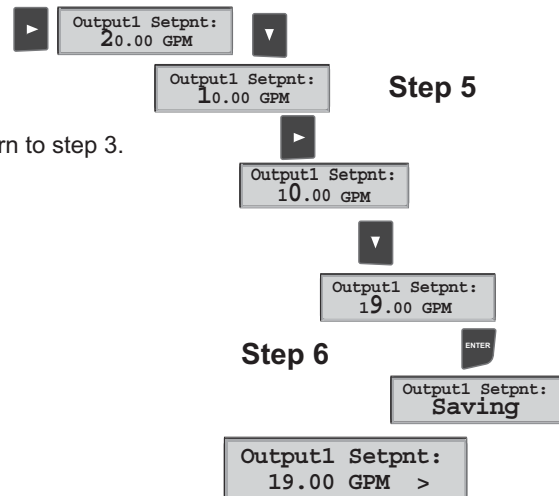 Output1 Setpnt:
20.00 GPM
Output1 Setpnt:
10.00 GPM
Step 5
rn to step 3.
Output1 Setpnt:
10.00 GPM
Output1 Setpnt:
19.00 GPM
Step 6
ENTER
Output1 Setpnt:
Saving
Output1 Setpnt:
19.00 GPM >